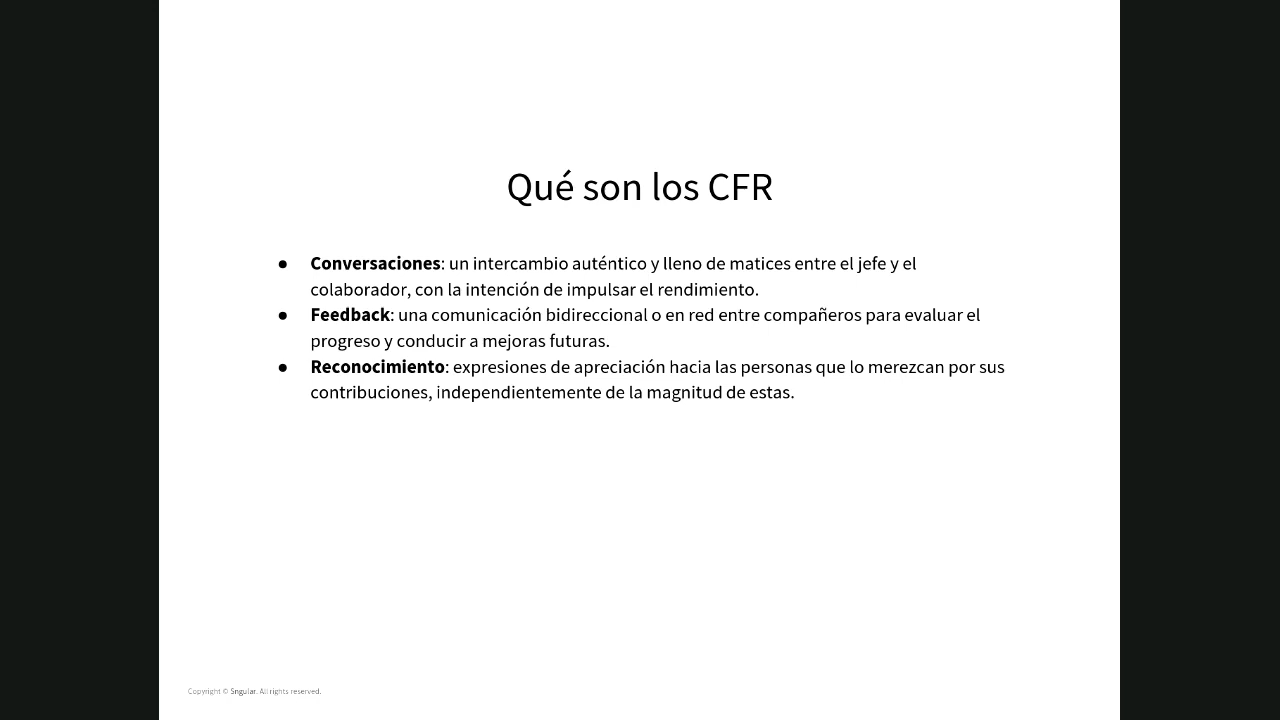 Qué son los CFR
● Conversaciones: un intercambio auténtico y lleno de matices entre el jefe y el
colaborador, con la intención de impulsar el rendimiento.
● Feedback: una comunicación bidireccional o en red entre compañeros para evaluar el
progreso y conducir a mejoras futuras.
● Reconocimiento: expresiones de apreciación hacia las personas que lo merezcan por sus
contribuciones, independientemente de la magnitud de estas.
Copyright © Sngular. All rights reserved.